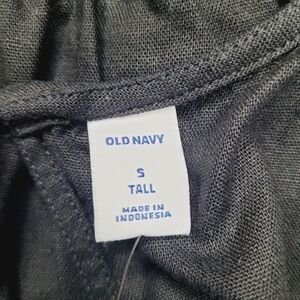 OLD NAVY
S
TALL
MADE IN
INDONESIA